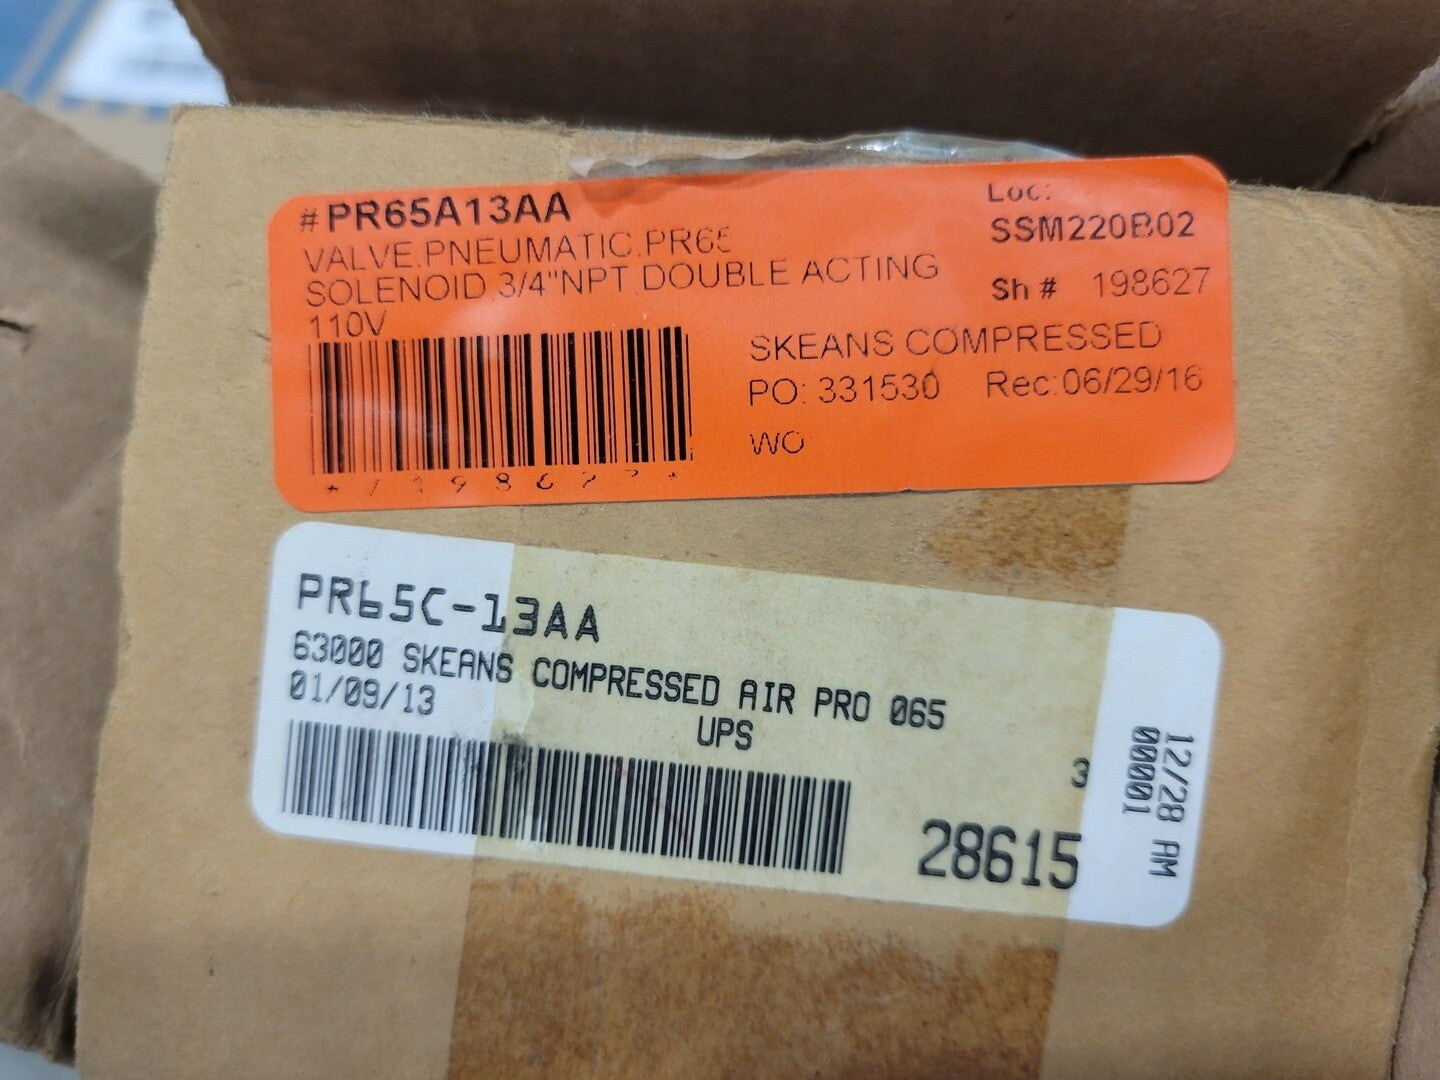 #PR65A13AA
VALVE,PNEUMATIC,PR65
SOLENOID 3/4"NPT DOUBLE ACTING
110V
Loc:
SSM220B02
Sh # 198627
SKEANS COMPRESSED
PO: 331530 Rec:06/29/16
WO
PR65C-13AA
63000 SKEANS COMPRESSED AIR PRO 065
01/09/13
UPS
3
28615
12/28 AM
00001